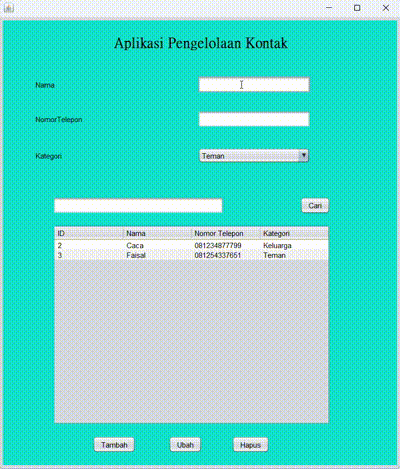 Aplikasi Pengelolaan Kontak
Nama
NomorTelepon
Kategori Teman
Cari
ID Nama Nomor Telepon Kategori
2 Caca 081234877799 Keluarga
3 Faisal 081254337651 Teman
Tambah Ubah Hapus